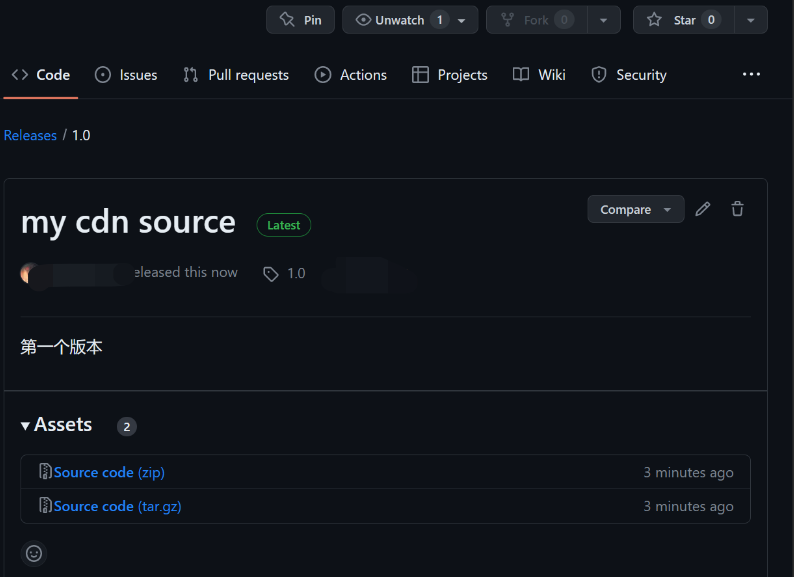 Pin Unwatch 1 Fork 0 Star 0
Code Issues Pull requests Actions Projects Wiki Security ...
Releases / 1.0
my cdn source Latest Compare
eleased this now 1.0
第一个版本
Assets 2
Source code (zip) 3 minutes ago
Source code (tar.gz) 3 minutes ago